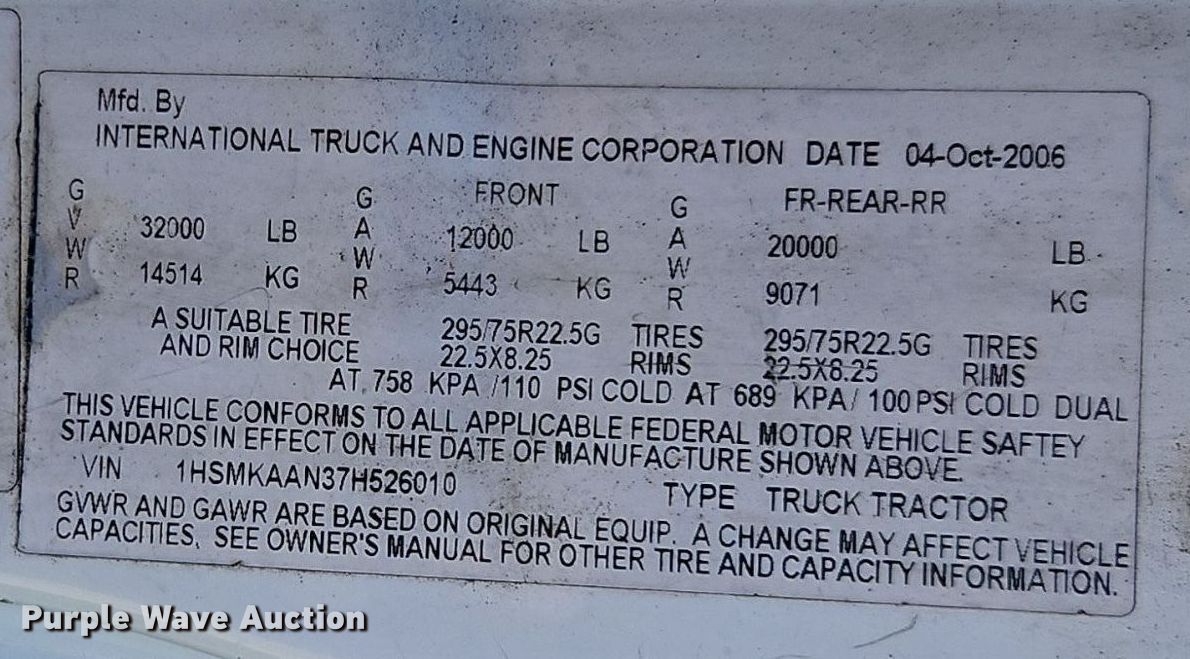 Mfd. By
INTERNATIONAL TRUCK AND ENGINE CORPORATION DATE 04-Oct-2006
GVWR 32000 LB GAWR FRONT 12000 LB GAWR FR-REAR-RR 20000 LB
14514 KG 5443 KG 9071 KG
A SUITABLE TIRE 295/75R22.5G TIRES 295/75R22.5G TIRES
AND RIM CHOICE 22.5X8.25 RIMS 22.5X8.25 RIMS
AT. 758 KPA /110 PSI COLD AT 689 KPA/ 100 PSI COLD DUAL
THIS VEHICLE CONFORMS TO ALL APPLICABLE FEDERAL MOTOR VEHICLE SAFTEY
STANDARDS IN EFFECT ON THE DATE OF MANUFACTURE SHOWN ABOVE.
VIN 1HSMKAAN37H526010 TYPE TRUCK TRACTOR
GVWR AND GAWR ARE BASED ON ORIGINAL EQUIP. A CHANGE MAY AFFECT VEHICLE
CAPACITIES. SEE OWNER'S MANUAL FOR OTHER TIRE AND CAPACITY INFORMATION.
Purple Wave Auction